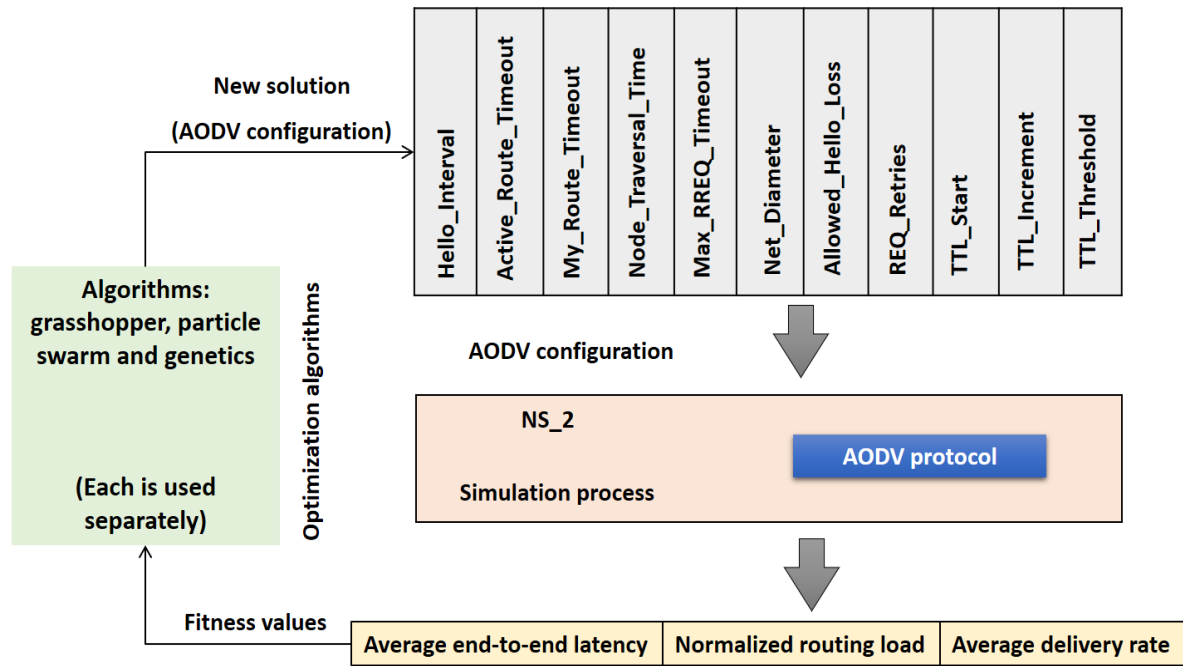 New solution
(AODV configuration)
Hello_Interval
Active_Route_Timeout
My_Route_Timeout
Node_Traversal_Time
Max_RREQ_Timeout
Net_Diameter
Allowed_Hello_Loss
REQ_Retries
TTL_Start
TTL_Increment
TTL_Threshold
Algorithms:
grasshopper, particle
swarm and genetics
(Each is used
separately)
Optimization algorithms
AODV configuration
NS_2
AODV protocol
Simulation process
Fitness values
Average end-to-end latency
Normalized routing load
Average delivery rate